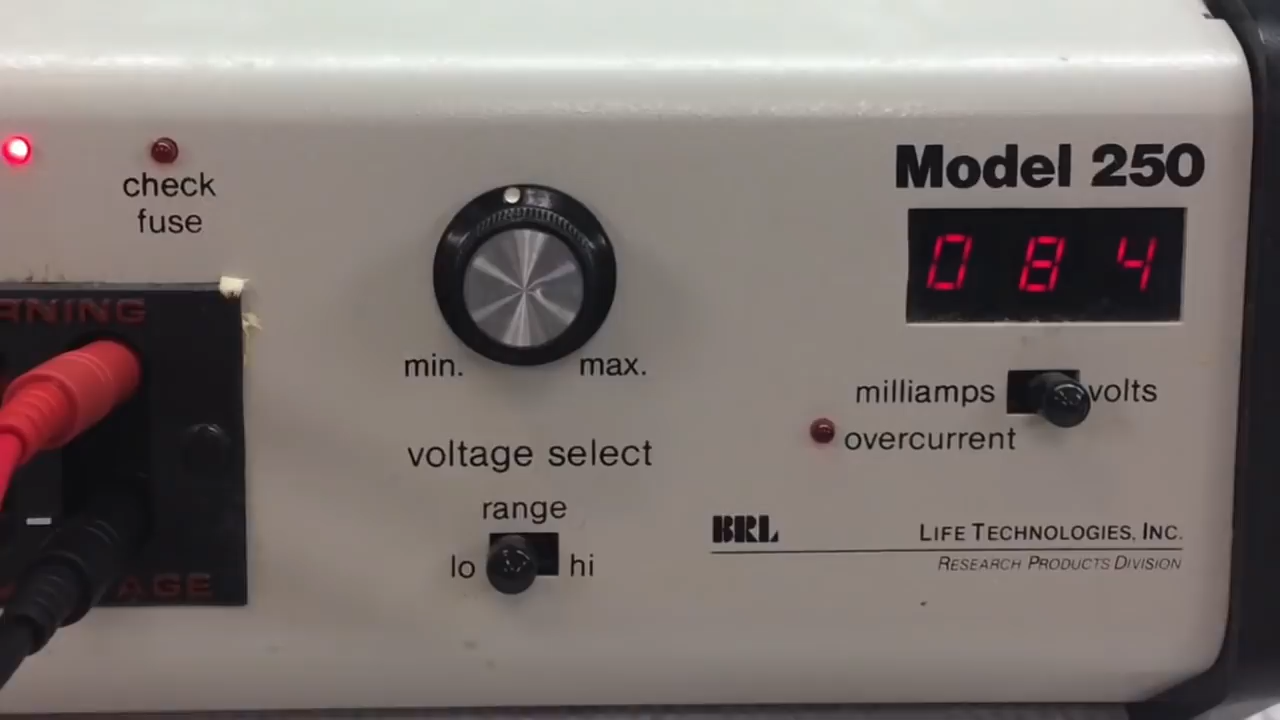 Model 250
check
fuse
084
min.
max.
milliamps
volts
overcurrent
voltage select
range
lo
hi
BRL
LIFE TECHNOLOGIES, INC.
RESEARCH PRODUCTS DIVISION